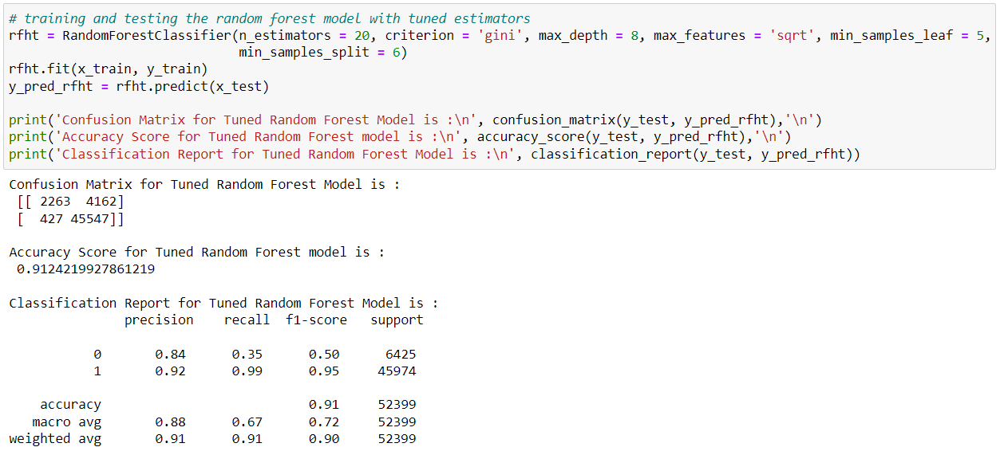 # training and testing the random forest model with tuned estimators
rfht = RandomForestClassifier(n_estimators = 20, criterion = 'gini', max_depth = 8, max_features = 'sqrt', min_samples_leaf = 5,
                              min_samples_split = 6)
rfht.fit(x_train, y_train)
y_pred_rfht = rfht.predict(x_test)

print('Confusion Matrix for Tuned Random Forest Model is :\n', confusion_matrix(y_test, y_pred_rfht),'\n')
print('Accuracy Score for Tuned Random Forest model is :\n', accuracy_score(y_test, y_pred_rfht),'\n')
print('Classification Report for Tuned Random Forest Model is :\n', classification_report(y_test, y_pred_rfht))
Confusion Matrix for Tuned Random Forest Model is :
 [[ 2263  4162]
 [  427 45547]]

Accuracy Score for Tuned Random Forest model is :
 0.9124219927861219

Classification Report for Tuned Random Forest Model is :
               precision    recall  f1-score   support

           0       0.84      0.35      0.50      6425
           1       0.92      0.99      0.95     45974

    accuracy                           0.91     52399
   macro avg       0.88      0.67      0.72     52399
weighted avg       0.91      0.91      0.90     52399